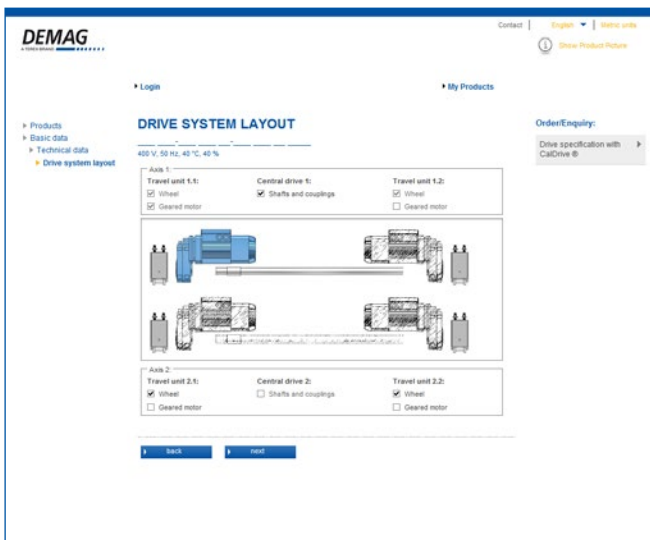 Contact
English
Metric units
DEMAG
A TEREX BRAND
Show Product Picture
Login
My Products
Products
Basic data
Technical data
Drive system layout
DRIVE SYSTEM LAYOUT
400 V, 50 Hz, 40 °C, 40 %
Order/Enquiry:
Drive specification with
CalDrive ®
Axis 1:
Travel unit 1.1: Central drive 1: Travel unit 1.2:
Wheel Shafts and couplings Wheel
Geared motor Geared motor
Axis 2:
Travel unit 2.1: Central drive 2: Travel unit 2.2:
Wheel Shafts and couplings Wheel
Geared motor Geared motor
back next